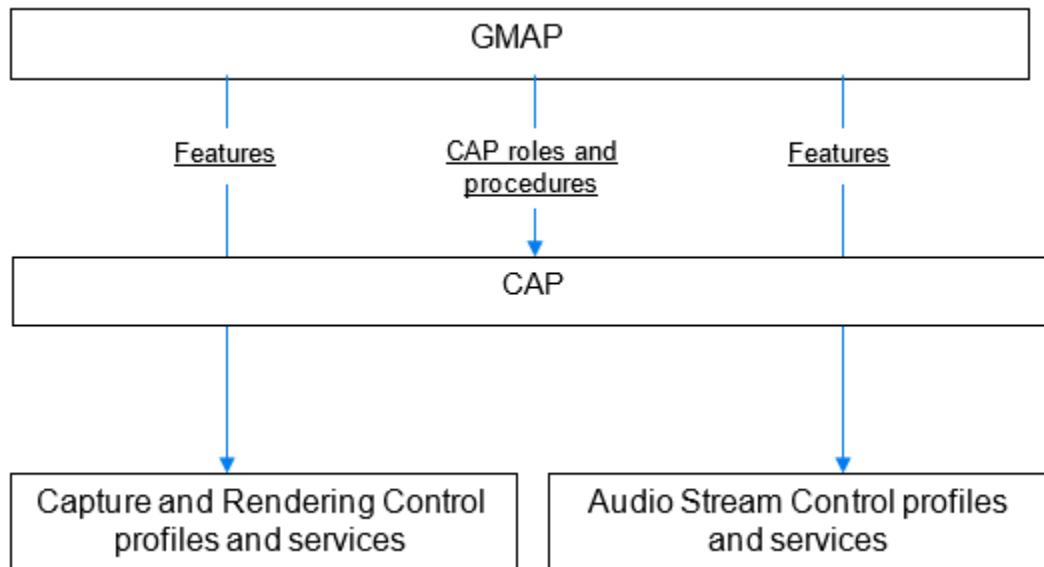 GMAP
Features
CAP roles and
procedures
Features
CAP
Capture and Rendering Control
profiles and services
Audio Stream Control profiles
and services